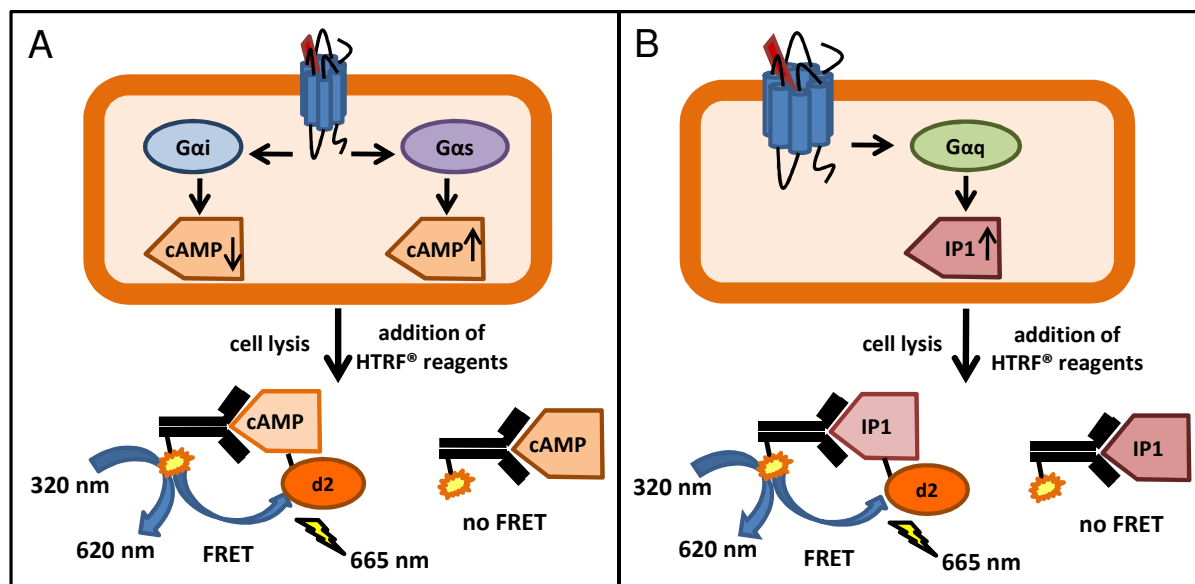 A
Gαi
Gαs
cAMP
cAMP
cell lysis
addition of
HTRF® reagents
cAMP
cAMP
320 nm
d2
no FRET
620 nm
FRET
665 nm
B
Gαq
IP1
cell lysis
addition of
HTRF® reagents
IP1
IP1
320 nm
d2
no FRET
620 nm
FRET
665 nm